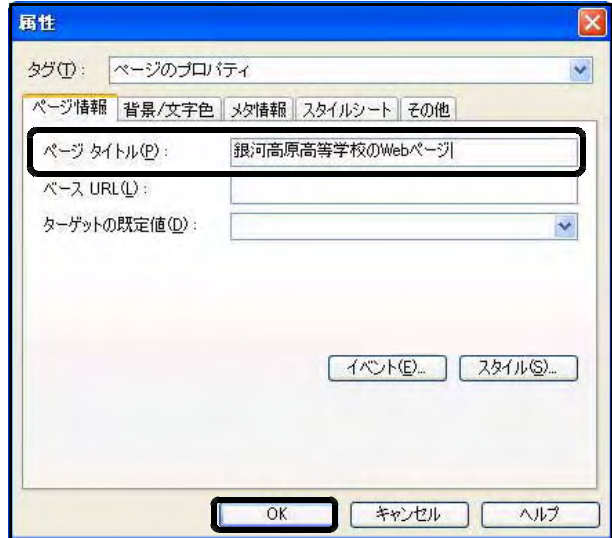 属性
タグ(T): ページのプロパティ
ページ情報 背景/文字色 メタ情報 スタイルシート その他
ページ タイトル(P): 銀河高原高等学校のWebページ
ベース URL(L):
ターゲットの既定値(D):
イベント(E)... スタイル(S)...
OK キャンセル ヘルプ